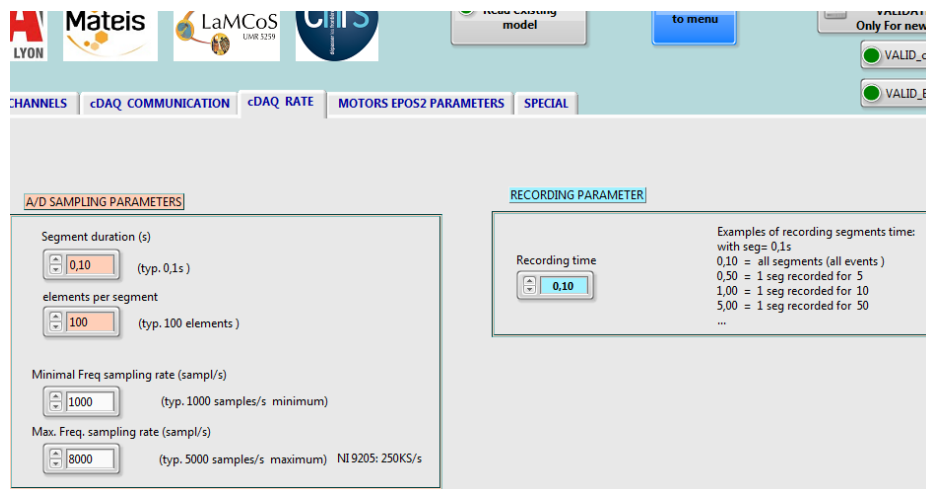 LYON
Mateis
LaMCoS
UMR 5259
cnrs
Read Existing
model
to menu
Only For new
VALID_
VALID_
CHANNELS
cDAQ COMMUNICATION
cDAQ RATE
MOTORS EPOS2 PARAMETERS
SPECIAL
A/D SAMPLING PARAMETERS
Segment duration (s)
0,10 (typ. 0,1s )
elements per segment
100 (typ. 100 elements )
Minimal Freq sampling rate (sampl/s)
1000 (typ. 1000 samples/s minimum)
Max. Freq. sampling rate (sampl/s)
8000 (typ. 5000 samples/s maximum) NI 9205: 250KS/s
RECORDING PARAMETER
Recording time
0,10
Examples of recording segments time:
with seg= 0,1s
0,10 = all segments (all events )
0,50 = 1 seg recorded for 5
1,00 = 1 seg recorded for 10
5,00 = 1 seg recorded for 50
...